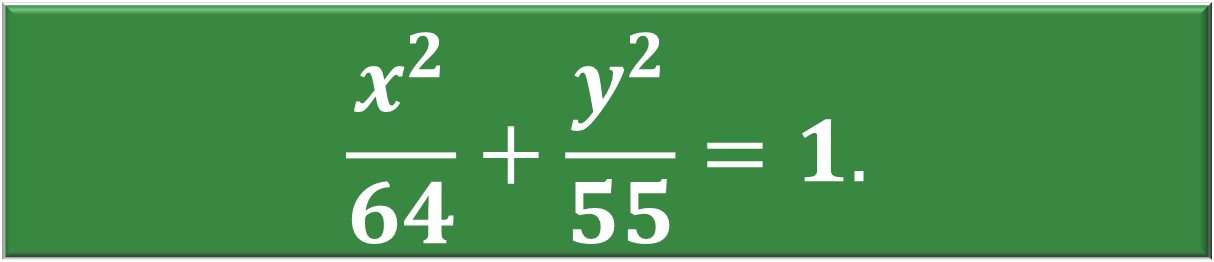 x²/64 + y²/55 = 1.